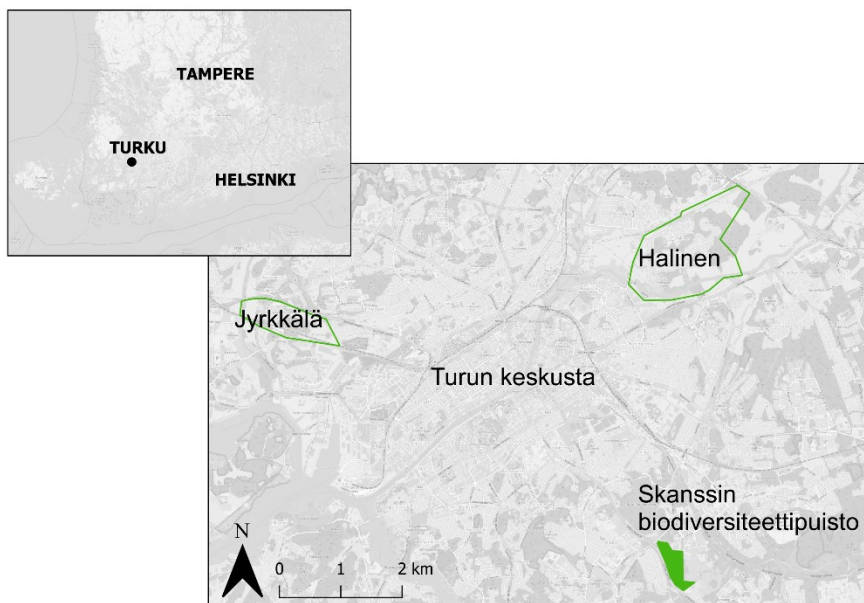 TAMPERE
TURKU
HELSINKI
Halinen
Jyrkkälä
Turun keskusta
Skanssin
biodiversiteettipuisto
N
0 1 2 km